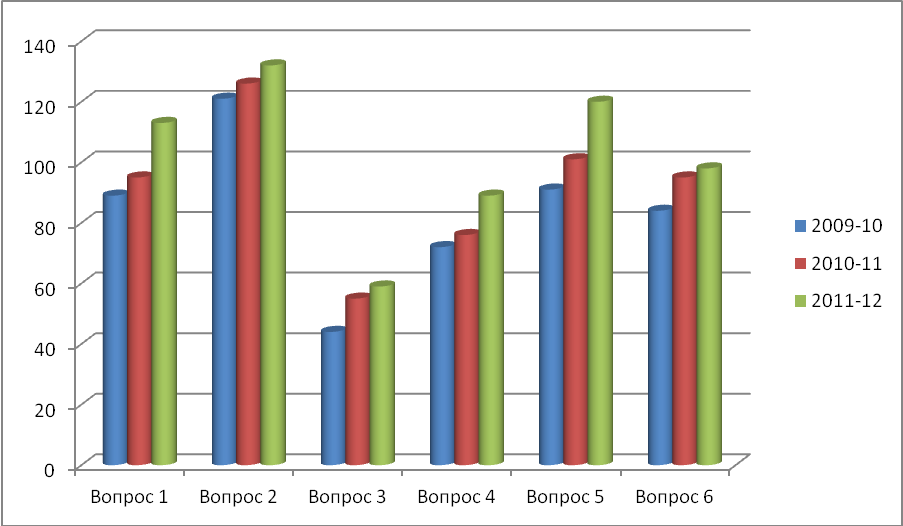 140
120
100
80
60
40
20
0
Вопрос 1
Вопрос 2
Вопрос 3
Вопрос 4
Вопрос 5
Вопрос 6
2009-10
2010-11
2011-12